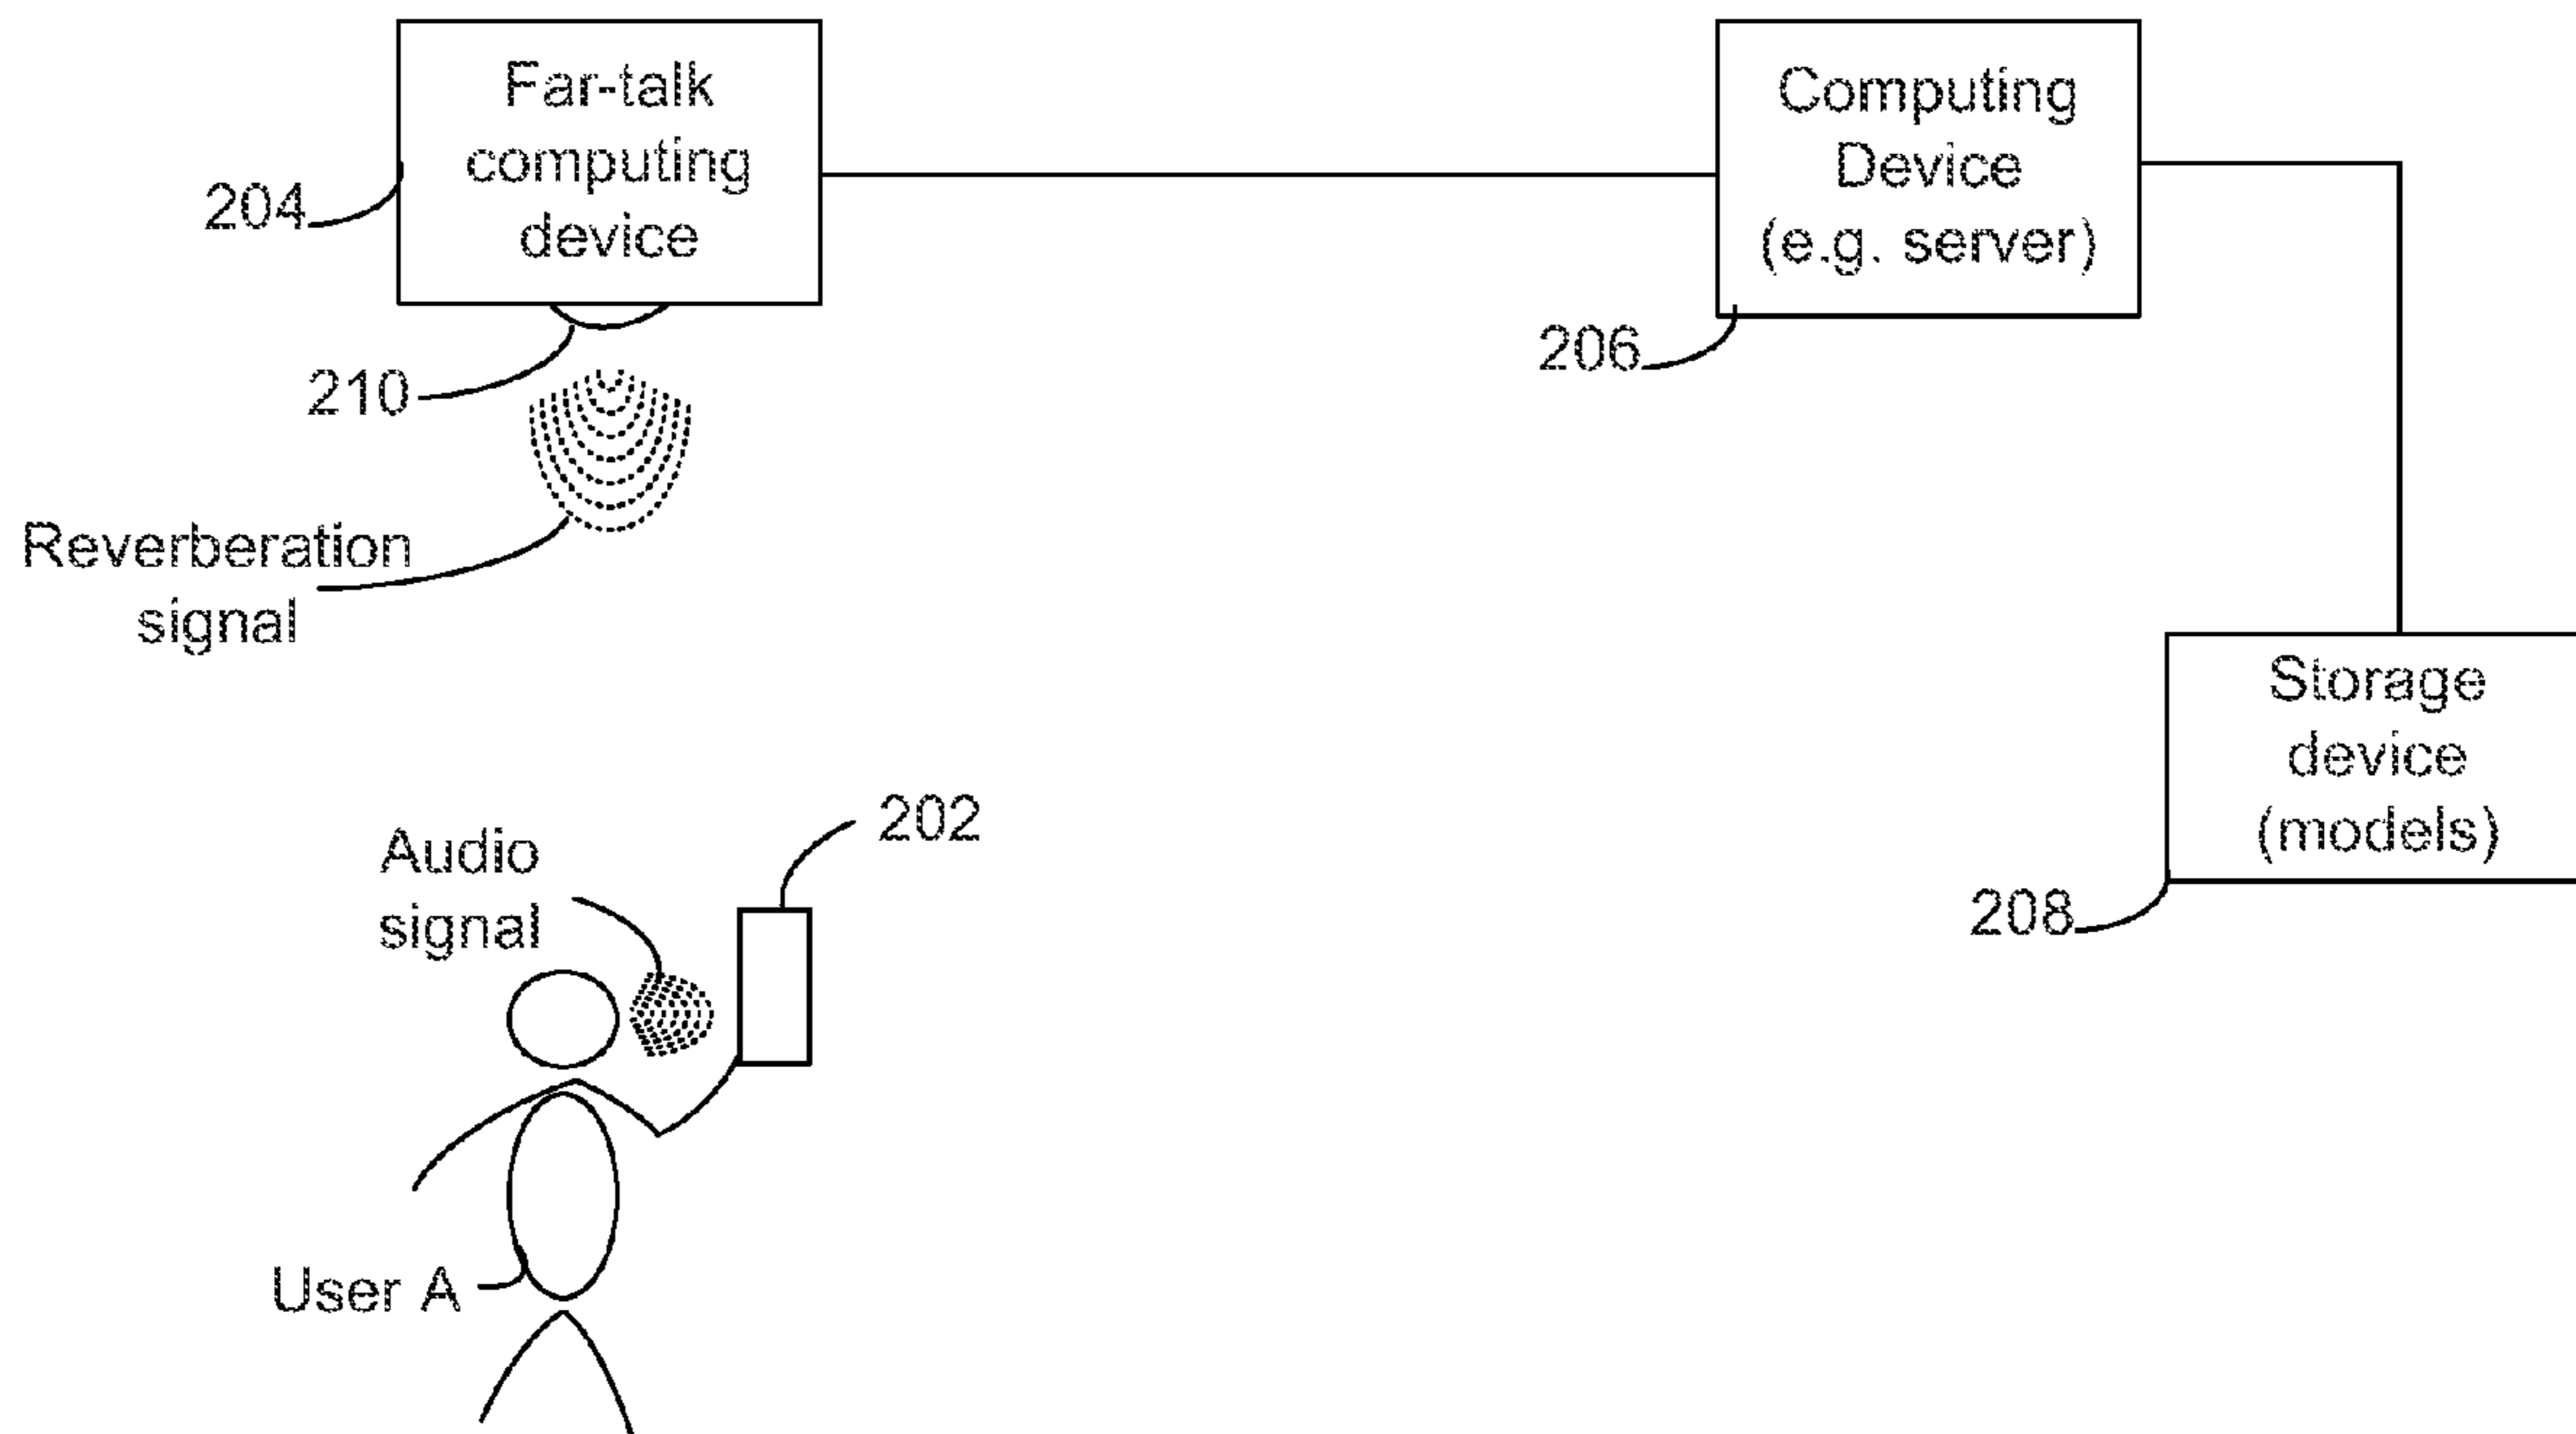 Far-talk
computing
device
204
210
Reverberation
signal
Computing
Device
(e.g. server)
206
Storage
device
(models)
208
Audio
signal
202
User A